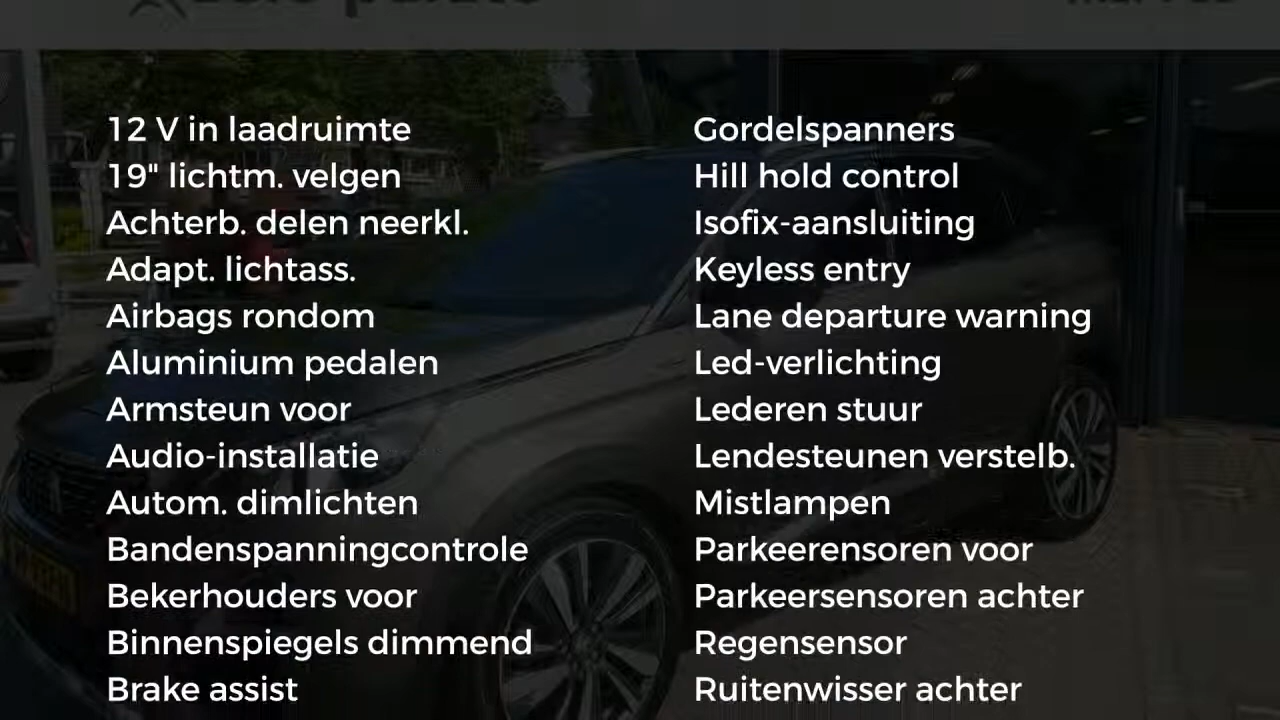 12 V in laadruimte
19" lichtm. velgen
Achterb. delen neerkl.
Adapt. lichtass.
Airbags rondom
Aluminium pedalen
Armsteun voor
Audio-installatie
Autom. dimlichten
Bandenspanningcontrole
Bekerhouders voor
Binnenspiegels dimmend
Brake assist
Gordelspanners
Hill hold control
Isofix-aansluiting
Keyless entry
Lane departure warning
Led-verlichting
Lederen stuur
Lendesteunen verstelb.
Mistlampen
Parkeerensoren voor
Parkeersensoren achter
Regensensor
Ruitenwisser achter